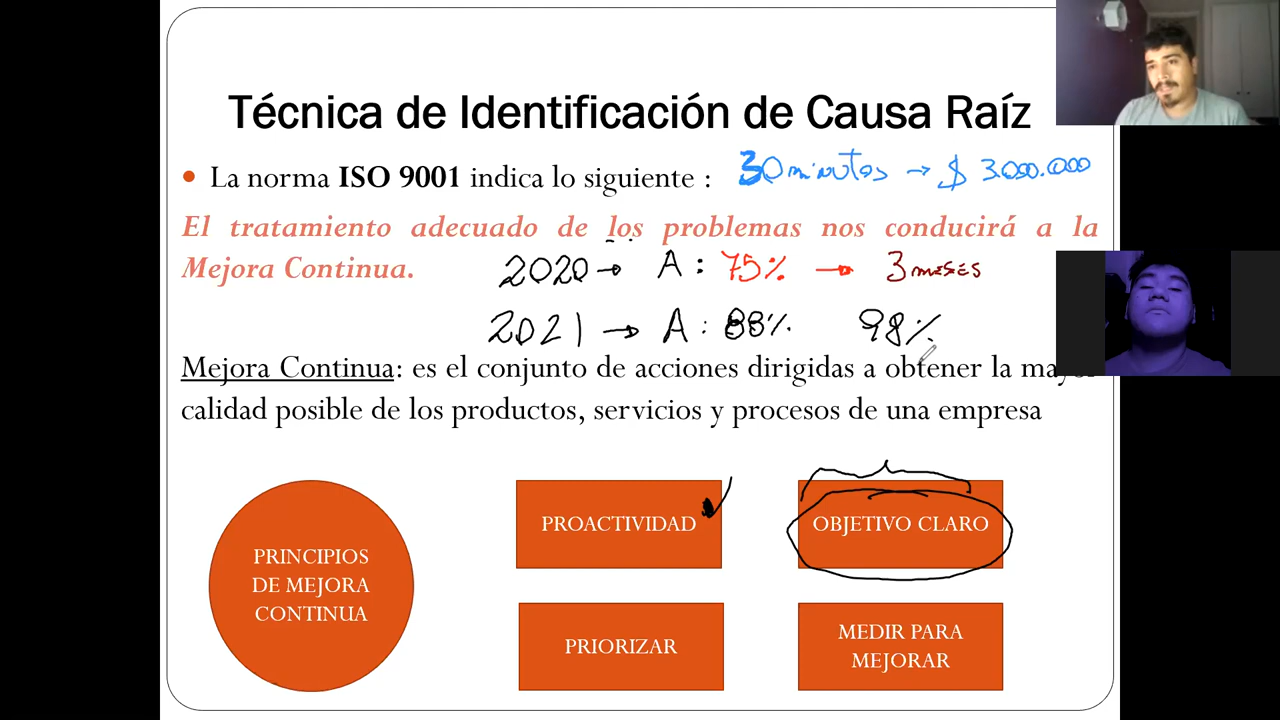 Técnica de Identificación de Causa Raíz
La norma ISO 9001 indica lo siguiente : 30 minutos → $ 3.000.000
El tratamiento adecuado de los problemas nos conducirá a la
Mejora Continua.
2020 → A : 75% → 3 meses
2021 → A : 88% 98%
Mejora Continua: es el conjunto de acciones dirigidas a obtener la mayor
calidad posible de los productos, servicios y procesos de una empresa
PRINCIPIOS
DE MEJORA
CONTINUA
PROACTIVIDAD
OBJETIVO CLARO
PRIORIZAR
MEDIR PARA
MEJORAR